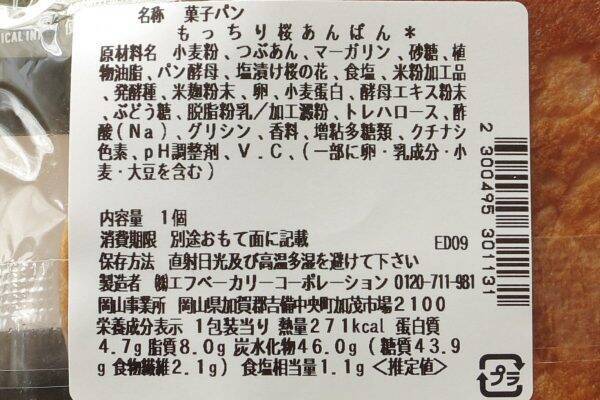 ICAL IN
名称 菓子パン
もっちり桜あんぱん*
原材料名 小麦粉、つぶあん、マーガリン、砂糖、植
物油脂、パン酵母、塩漬け桜の花、食塩、米粉加工品
、発酵種、米麹粉末、卵、小麦蛋白、酵母エキス粉末、
ぶどう糖、脱脂粉乳/加工澱粉、トレハロース、酢
酸(Na)、グリシン、香料、増粘多糖類、クチナシ
色素、pH調整剤、V.C、(一部に卵・乳成分・小
麦・大豆を含む)
内容量 1個
消費期限 別途おもて面に記載 ED09
保存方法 直射日光及び高温多湿を避けて下さい
製造者 ㈱エフベーカリーコーポレーション 0120-711-981
岡山事業所 岡山県加賀郡吉備中央町加茂市場2100
栄養成分表示 1包装当り 熱量271kcal 蛋白質
4.7g 脂質8.0g 炭水化物46.0g(糖質43.9
g 食物繊維2.1g) 食塩相当量1.1g <推定値>
プラ
2 300495 301131